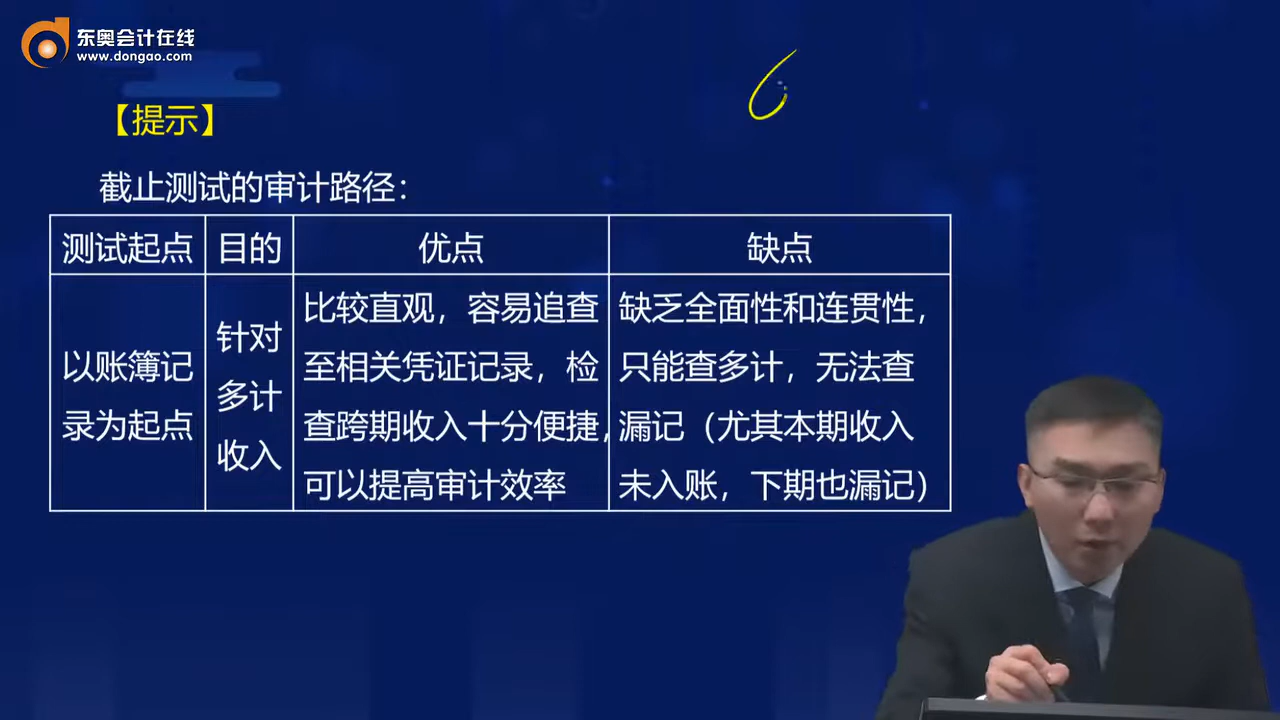 东奥会计在线
www.dongao.com
【提示】
截止测试的审计路径：
测试起点 目的 优点 缺点
以账簿记
录为起点
针对
多计
收入
比较直观，容易追查
至相关凭证记录，检
查跨期收入十分便捷，
可以提高审计效率
缺乏全面性和连贯性，
只能查多计，无法查
漏记（尤其本期收入
未入账，下期也漏记）